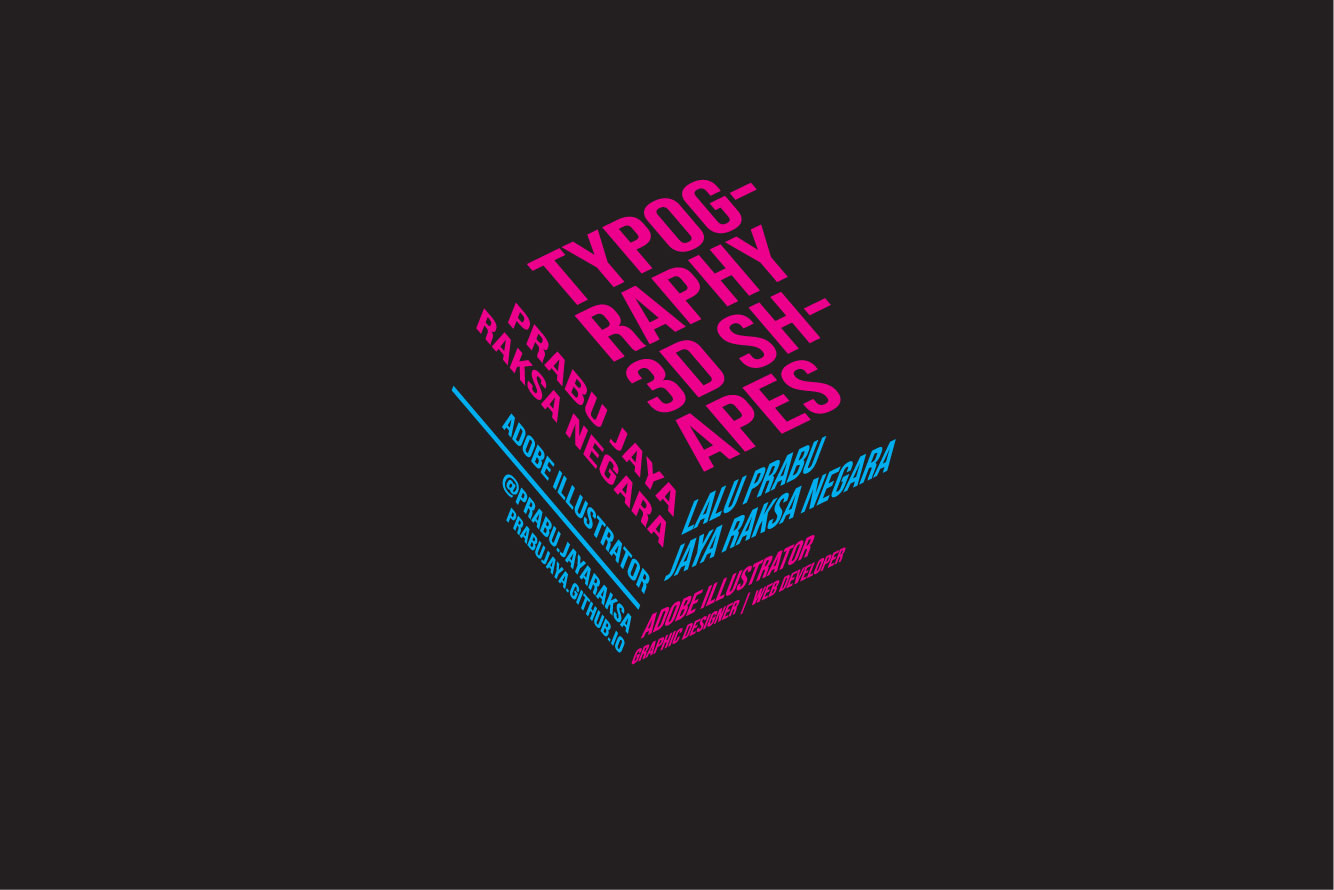 TYPOG-
RAPHY
3D SH-
APES
PRABU JAYA
RAKSA NEGARA
ADOBE ILLUSTRATOR
@PRABU.JAYARAKSA
PRABUJAYA.GITHUB.IO
LALU PRABU
JAYA RAKSA NEGARA
ADOBE ILLUSTRATOR
GRAPHIC DESIGNER / WEB DEVELOPER